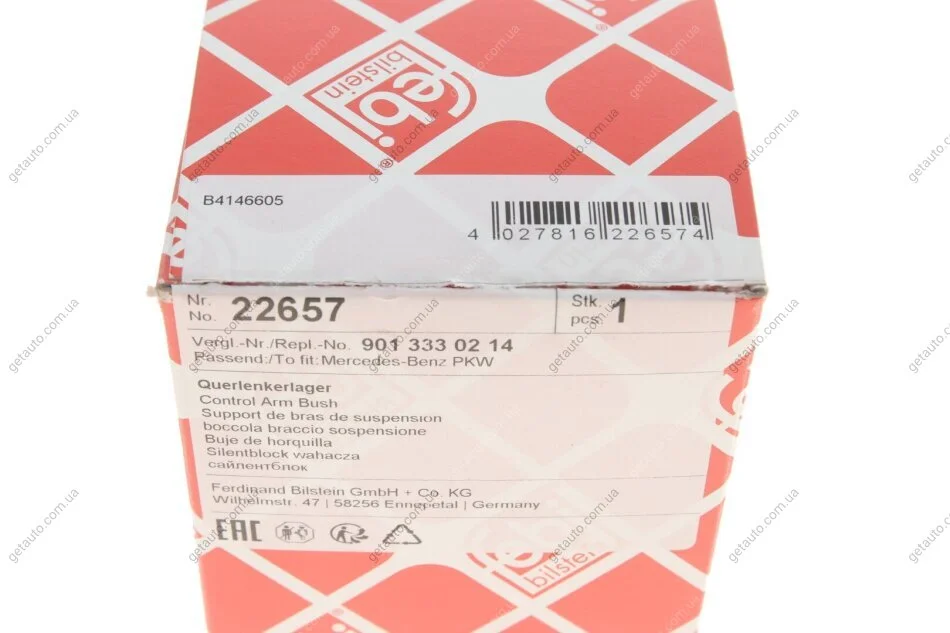 febi
bilstein
®
B4146605
4 027816 226574
Nr.
No. 22657
Stk.
pcs. 1
Vergl.-Nr./Repl.-No. 901 333 02 14
Passend:/To fit: Mercedes-Benz PKW
Querlenkerlager
Control Arm Bush
Support de bras de suspension
boccola braccio sospensione
Buje de horquilla
Silentblock wahacza
сайлентблок
Ferdinand Bilstein GmbH + Co. KG
Wilhelmstr. 47 | 58256 Ennepetal | Germany
EAC
bilstein
getauto.com.ua